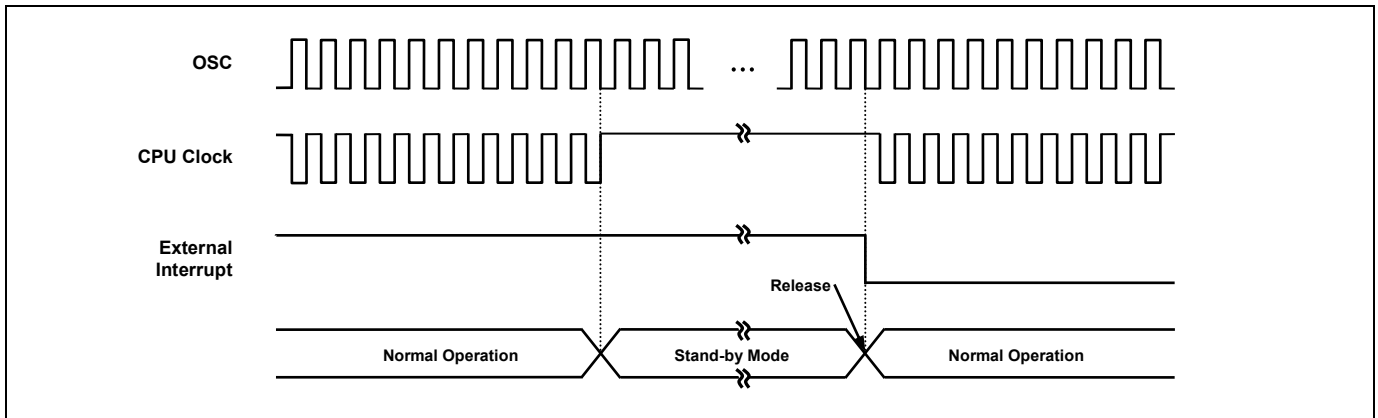 OSC
...
CPU Clock
External
Interrupt
Release
Normal Operation
Stand-by Mode
Normal Operation